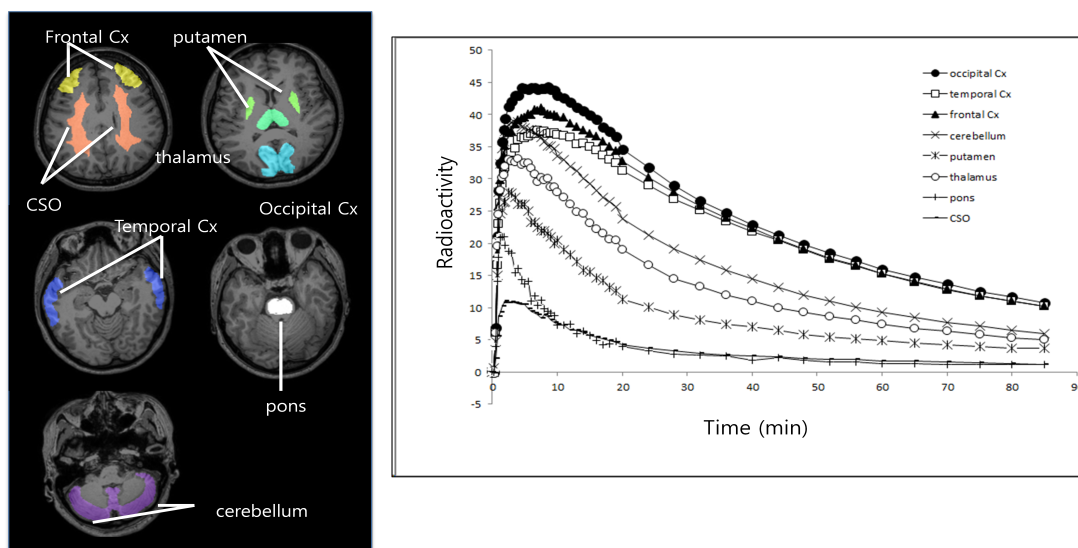 Frontal Cx
putamen
thalamus
CSO
Occipital Cx
Temporal Cx
pons
cerebellum
50
45
40
35
30
25
20
15
10
5
0
-5
Radioactivity
0 10 20 30 40 50 60 70 80 90
Time (min)
occipital Cx
temporal Cx
frontal Cx
cerebellum
putamen
thalamus
pons
CSO